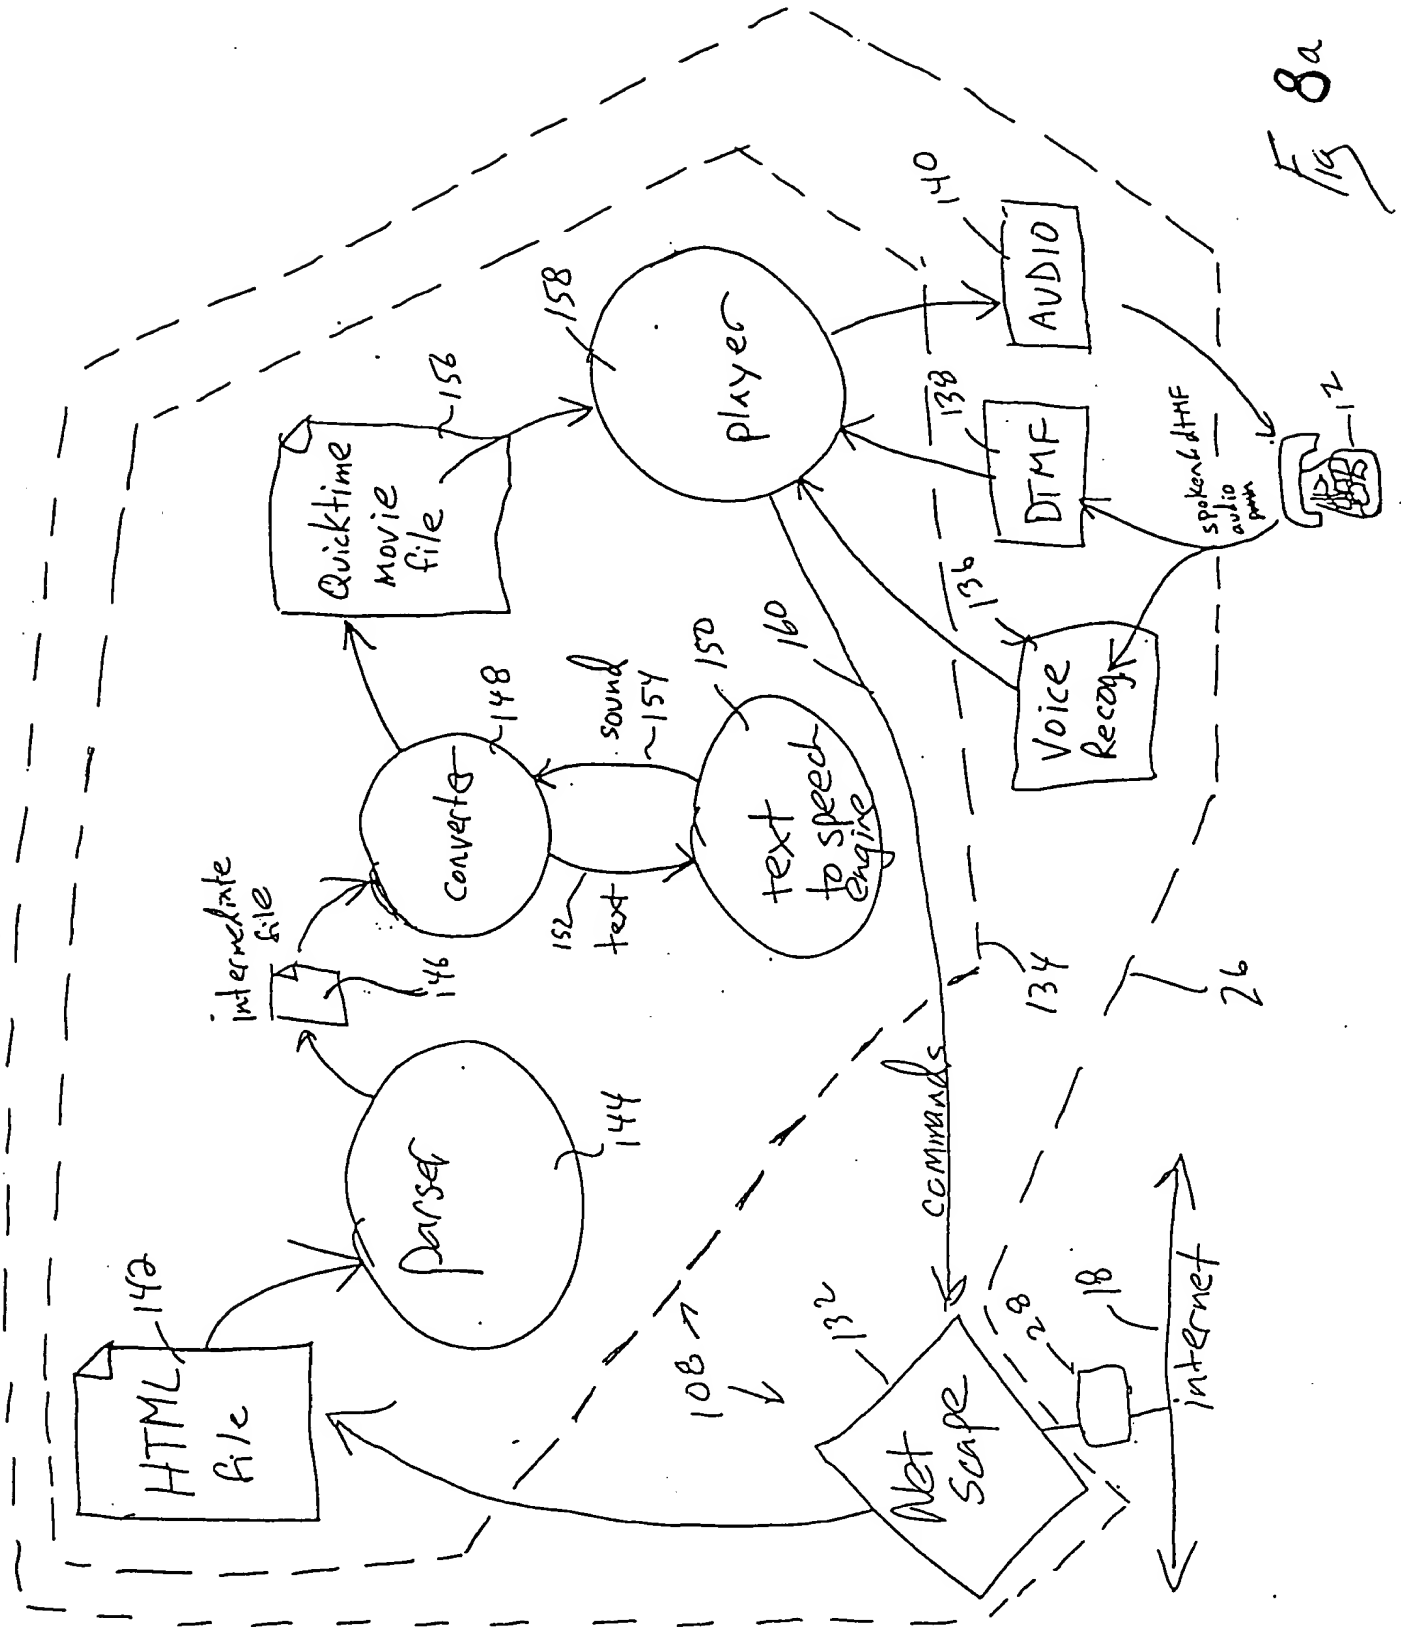 HTML
file
142
Parser
144
intermediate
file
146
converter
148
152
text
sound
154
text
to speech
engine
150
Quicktime
movie
file
156
player
158
160
commands
Net
Scape
132
108
28
18
internet
134
26
Voice
Recog
136
DTMF
138
AUDIO
140
spoken & dtMF
audio
12
Fig 8a